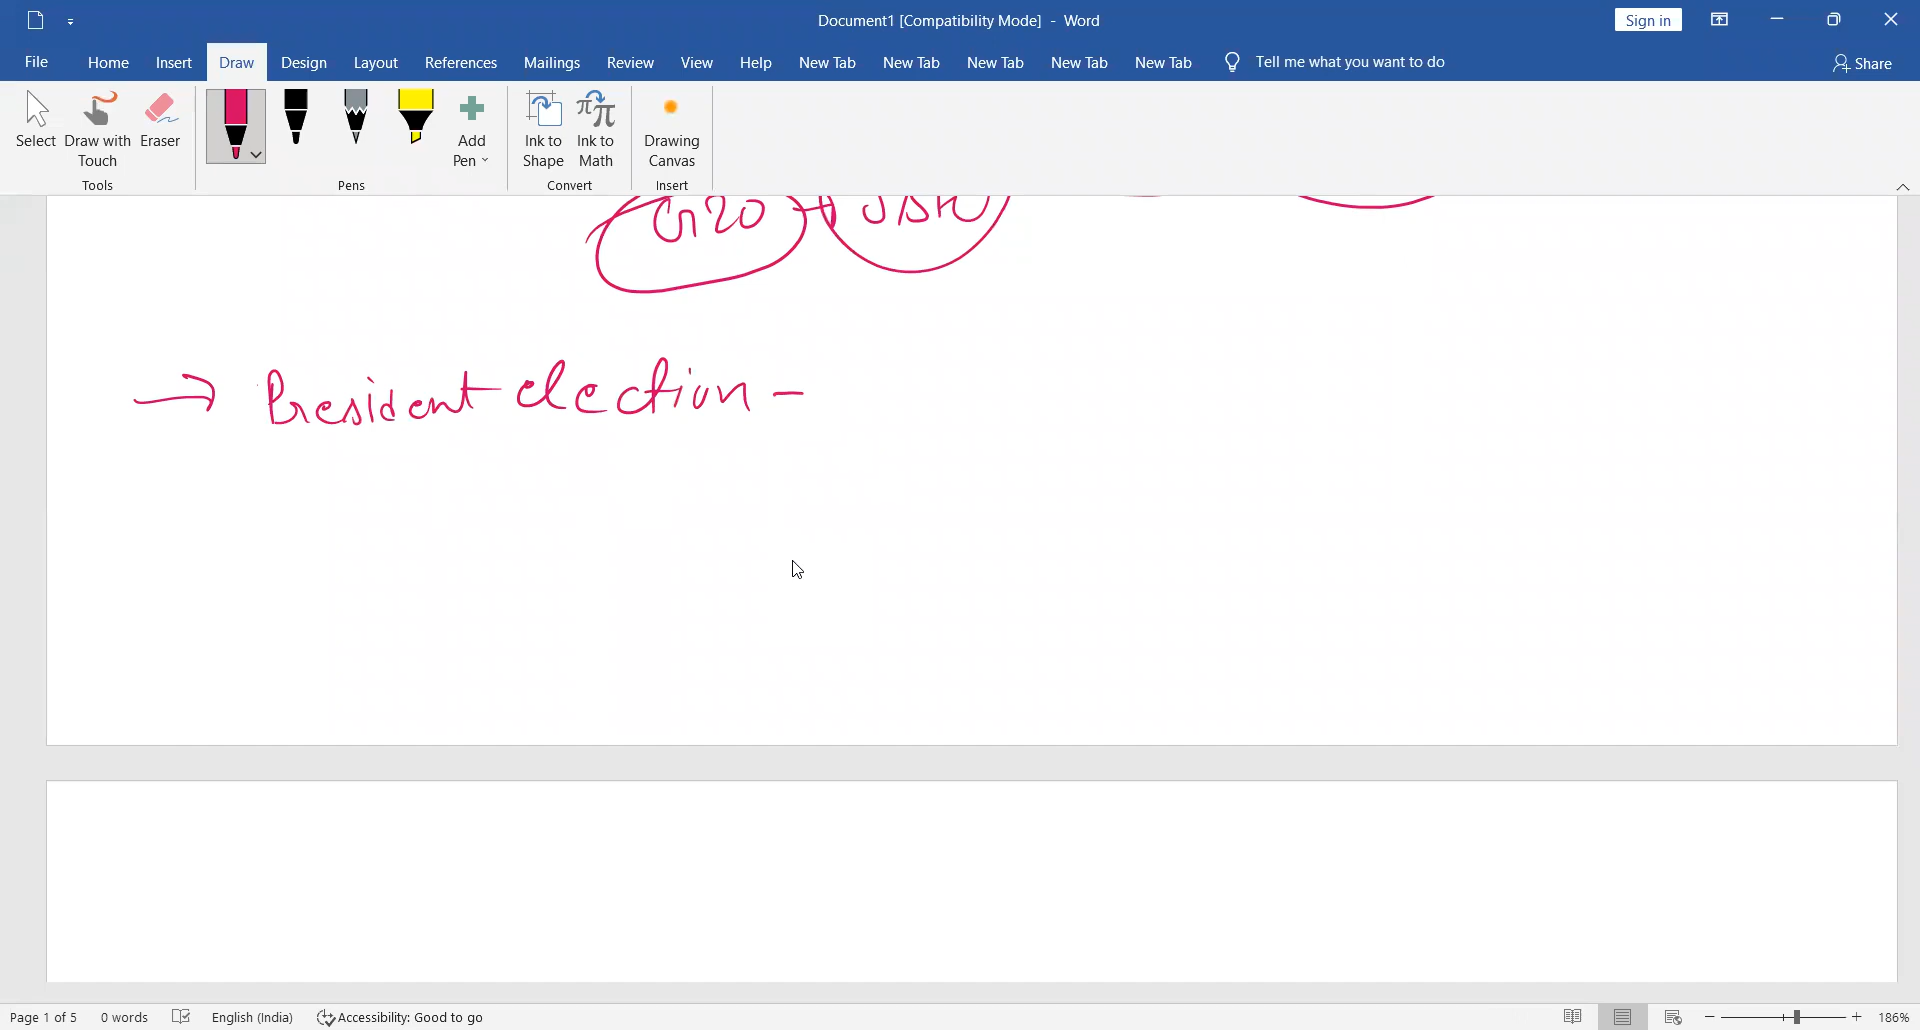 Document1 [Compatibility Mode] - Word
Sign in
File Home Insert Draw Design Layout References Mailings Review View Help New Tab New Tab New Tab New Tab New Tab Tell me what you want to do Share
Select
Draw with Touch
Eraser
Add Pen
Ink to Shape
Ink to Math
Drawing Canvas
Tools Pens Convert Insert
G20
→ President election -
Page 1 of 5 0 words English (India) Accessibility: Good to go 186%